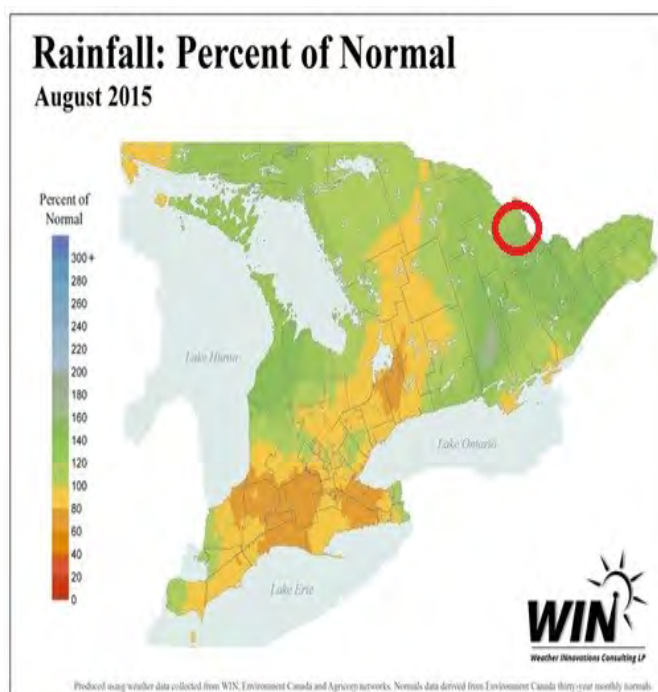 Rainfall: Percent of Normal
August 2015
Percent of
Normal
300+
280
260
240
220
200
180
160
140
120
100
80
60
40
20
0
Lake Huron
Lake Ontario
Lake Erie
WIN
Weather INnovations Consulting LP
Produced using weather data collected from WIN, Environment Canada and Agricorp networks. Normals data derived from Environment Canada thirty-year monthly normals.